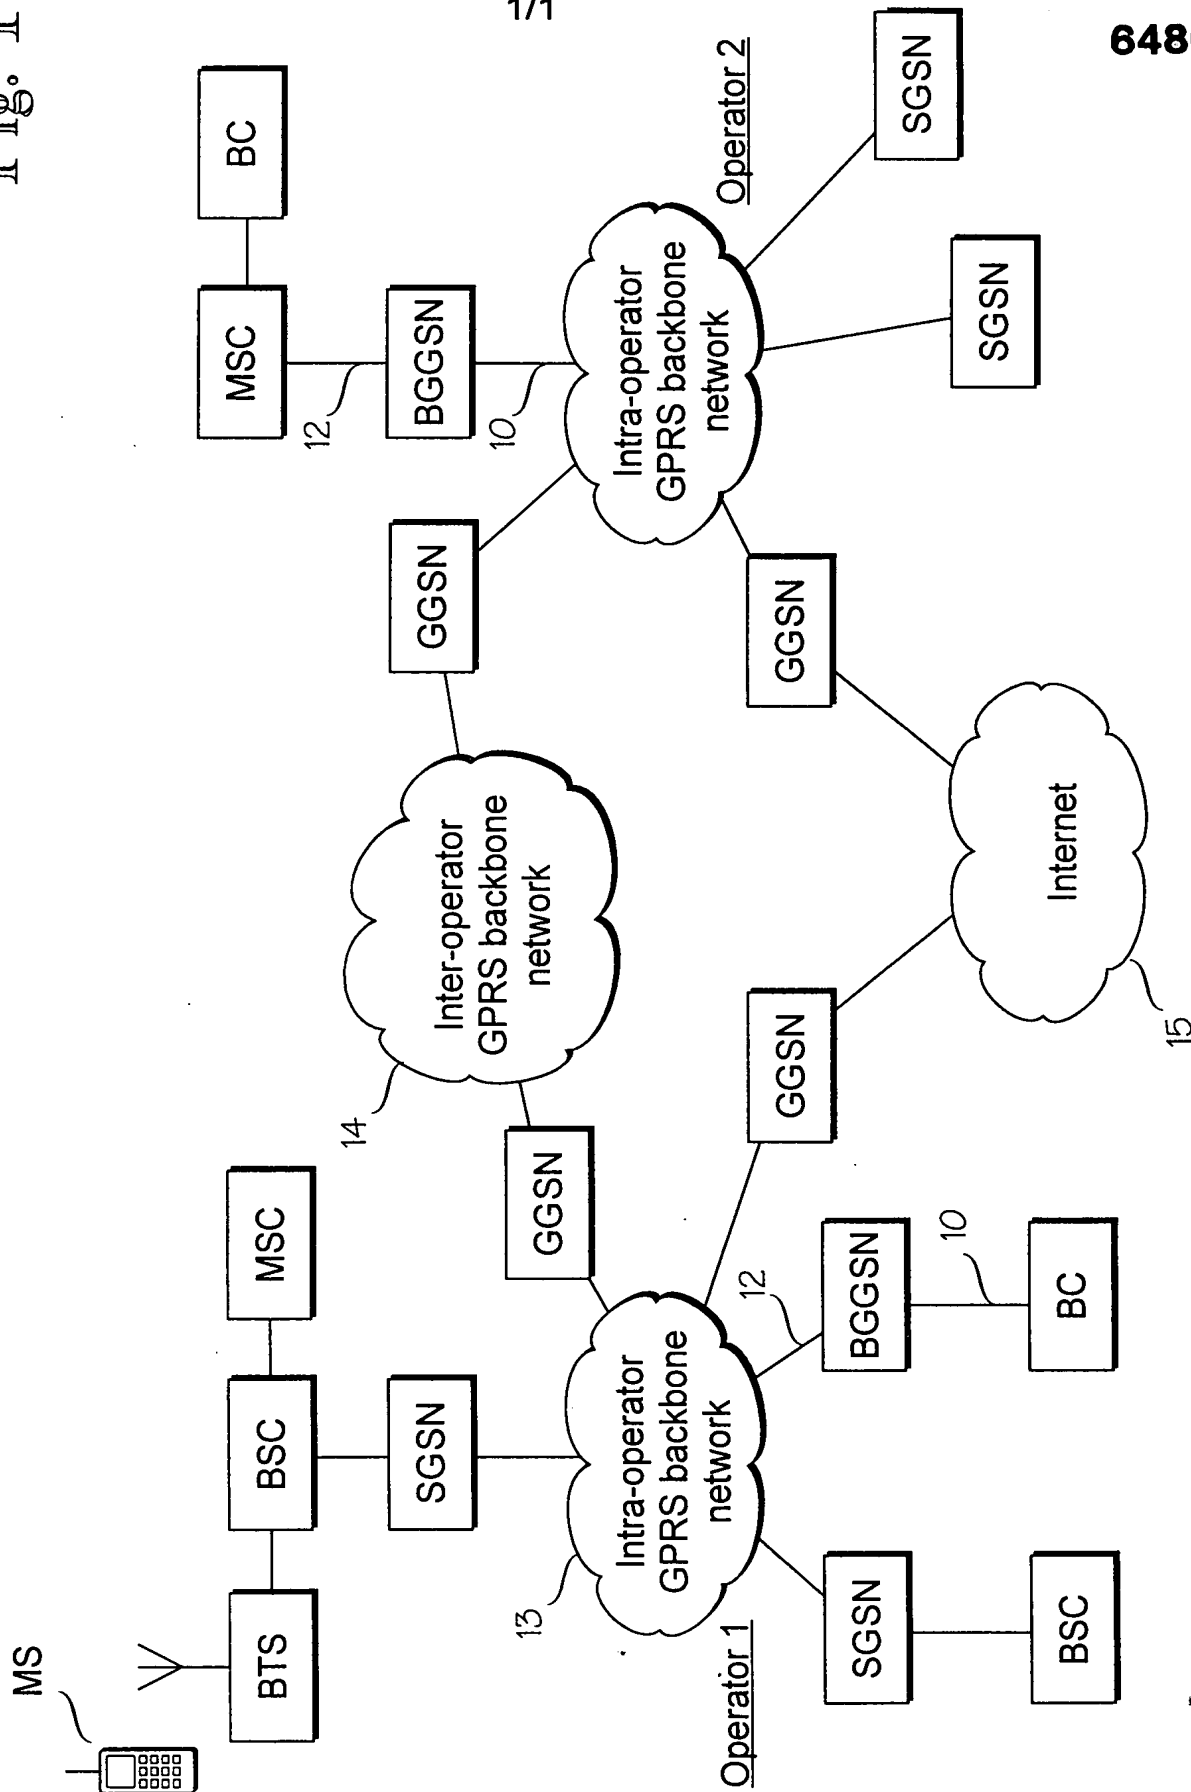 1/1
648
Fig. 1
MS
BTS
BSC
MSC
SGSN
13
Intra-operator
GPRS backbone
network
Operator 1
SGSN
BSC
12
BGGSN
10
BC
GGSN
GGSN
14
Inter-operator
GPRS backbone
network
Internet
15
GGSN
GGSN
MSC
BC
12
BGGSN
10
Intra-operator
GPRS backbone
network
Operator 2
SGSN
SGSN